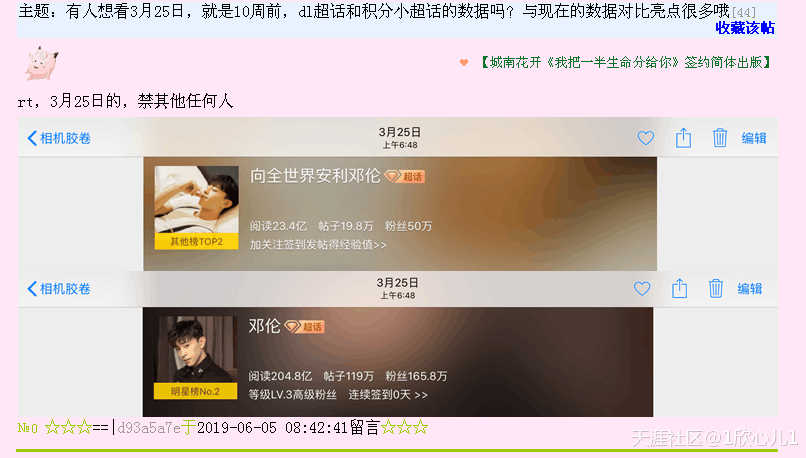 主题：有人想看3月25日，就是10周前，dl超话和积分小超话的数据吗？与现在的数据对比亮点很多哦[44]
收藏该帖
【城南花开《我把一半生命分给你》签约简体出版】
rt，3月25日的，禁其他任何人
相机胶卷 3月25日 编辑
上午6:48
向全世界安利邓伦 超话
阅读23.4亿 帖子19.8万 粉丝50万
其他榜TOP2
加关注签到发帖得经验值>>
相机胶卷 3月25日 编辑
上午6:48
邓伦 超话
阅读204.8亿 帖子119万 粉丝165.8万
明星榜No.2
等级LV.3高级粉丝 连续签到0天 >>
№0 ☆☆☆==|d93a5a7e于2019-06-05 08:42:41留言☆☆☆
天涯社区@1欣心儿1